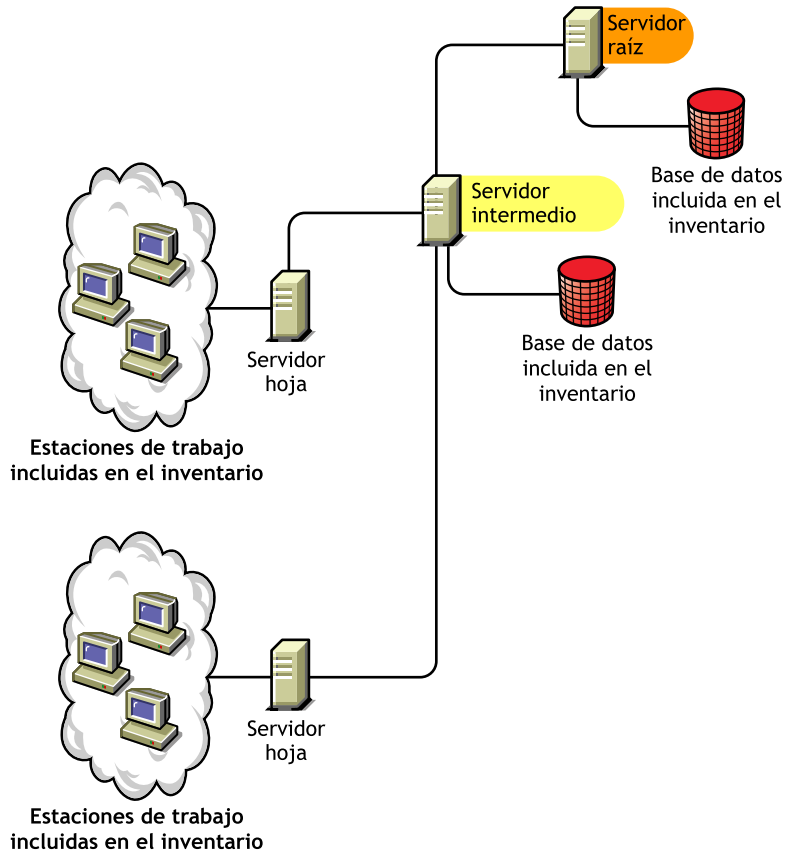 Servidor
raíz
Base de datos
incluida en el
inventario
Servidor
intermedio
Base de datos
incluida en el
inventario
Servidor
hoja
Estaciones de trabajo
incluidas en el inventario
Servidor
hoja
Estaciones de trabajo
incluidas en el inventario